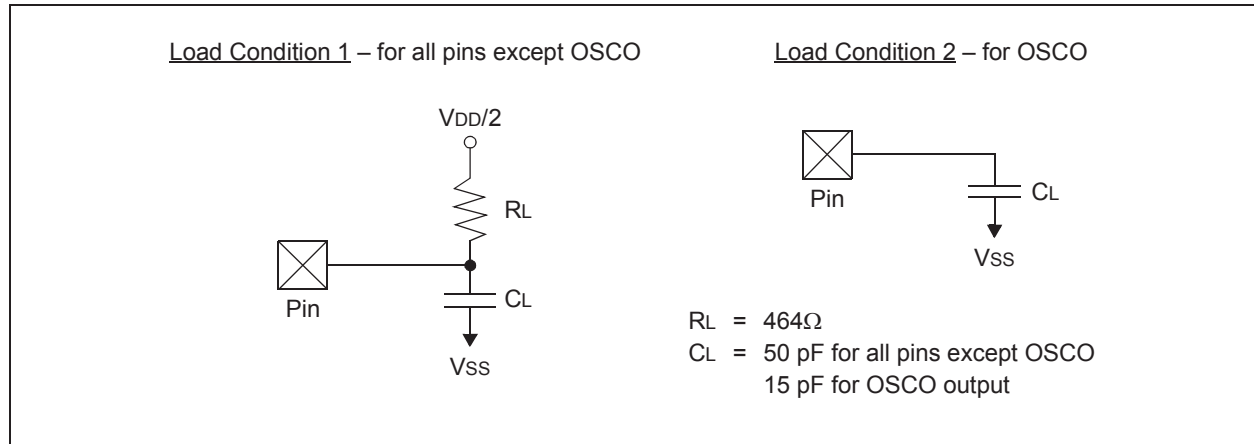 Load Condition 1 – for all pins except OSCO
VDD/2
RL
Pin
CL
VSS
Load Condition 2 – for OSCO
Pin
CL
VSS
RL = 464Ω
CL = 50 pF for all pins except OSCO
15 pF for OSCO output